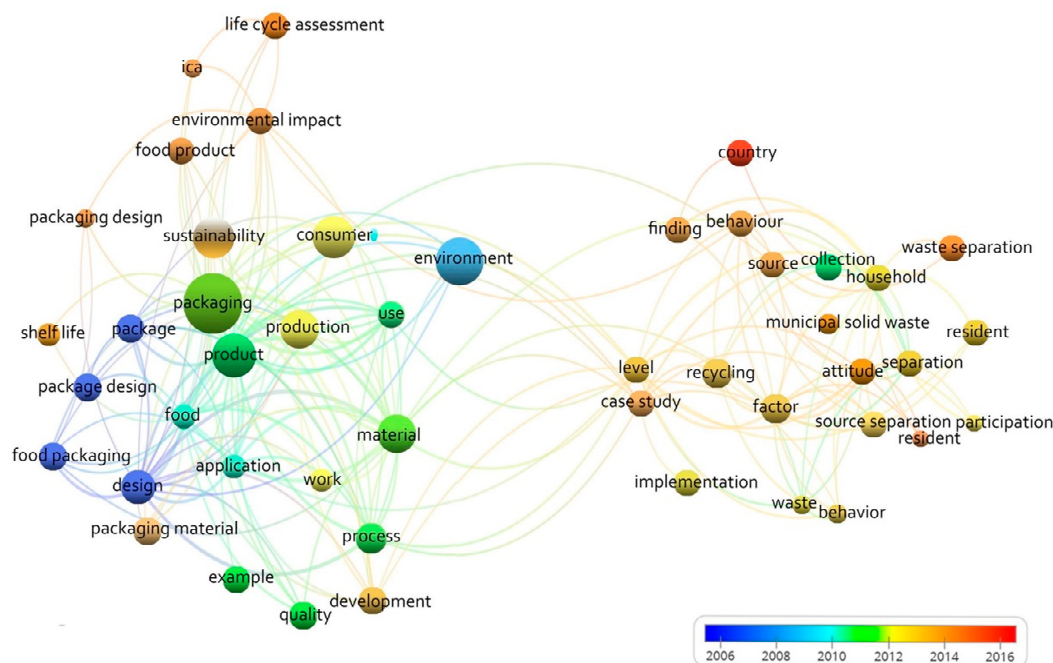 life cycle assessment
ica
environmental impact
food product
country
packaging design
sustainability
consumer
finding
behaviour
waste separation
environment
source
collection
household
packaging
shelf life
package
production
use
municipal solid waste
resident
product
package design
level
recycling
attitude
separation
food
case study
factor
material
source separation
participation
resident
food packaging
application
design
work
implementation
packaging material
waste
behavior
process
example
quality
development
2006 2008 2010 2012 2014 2016